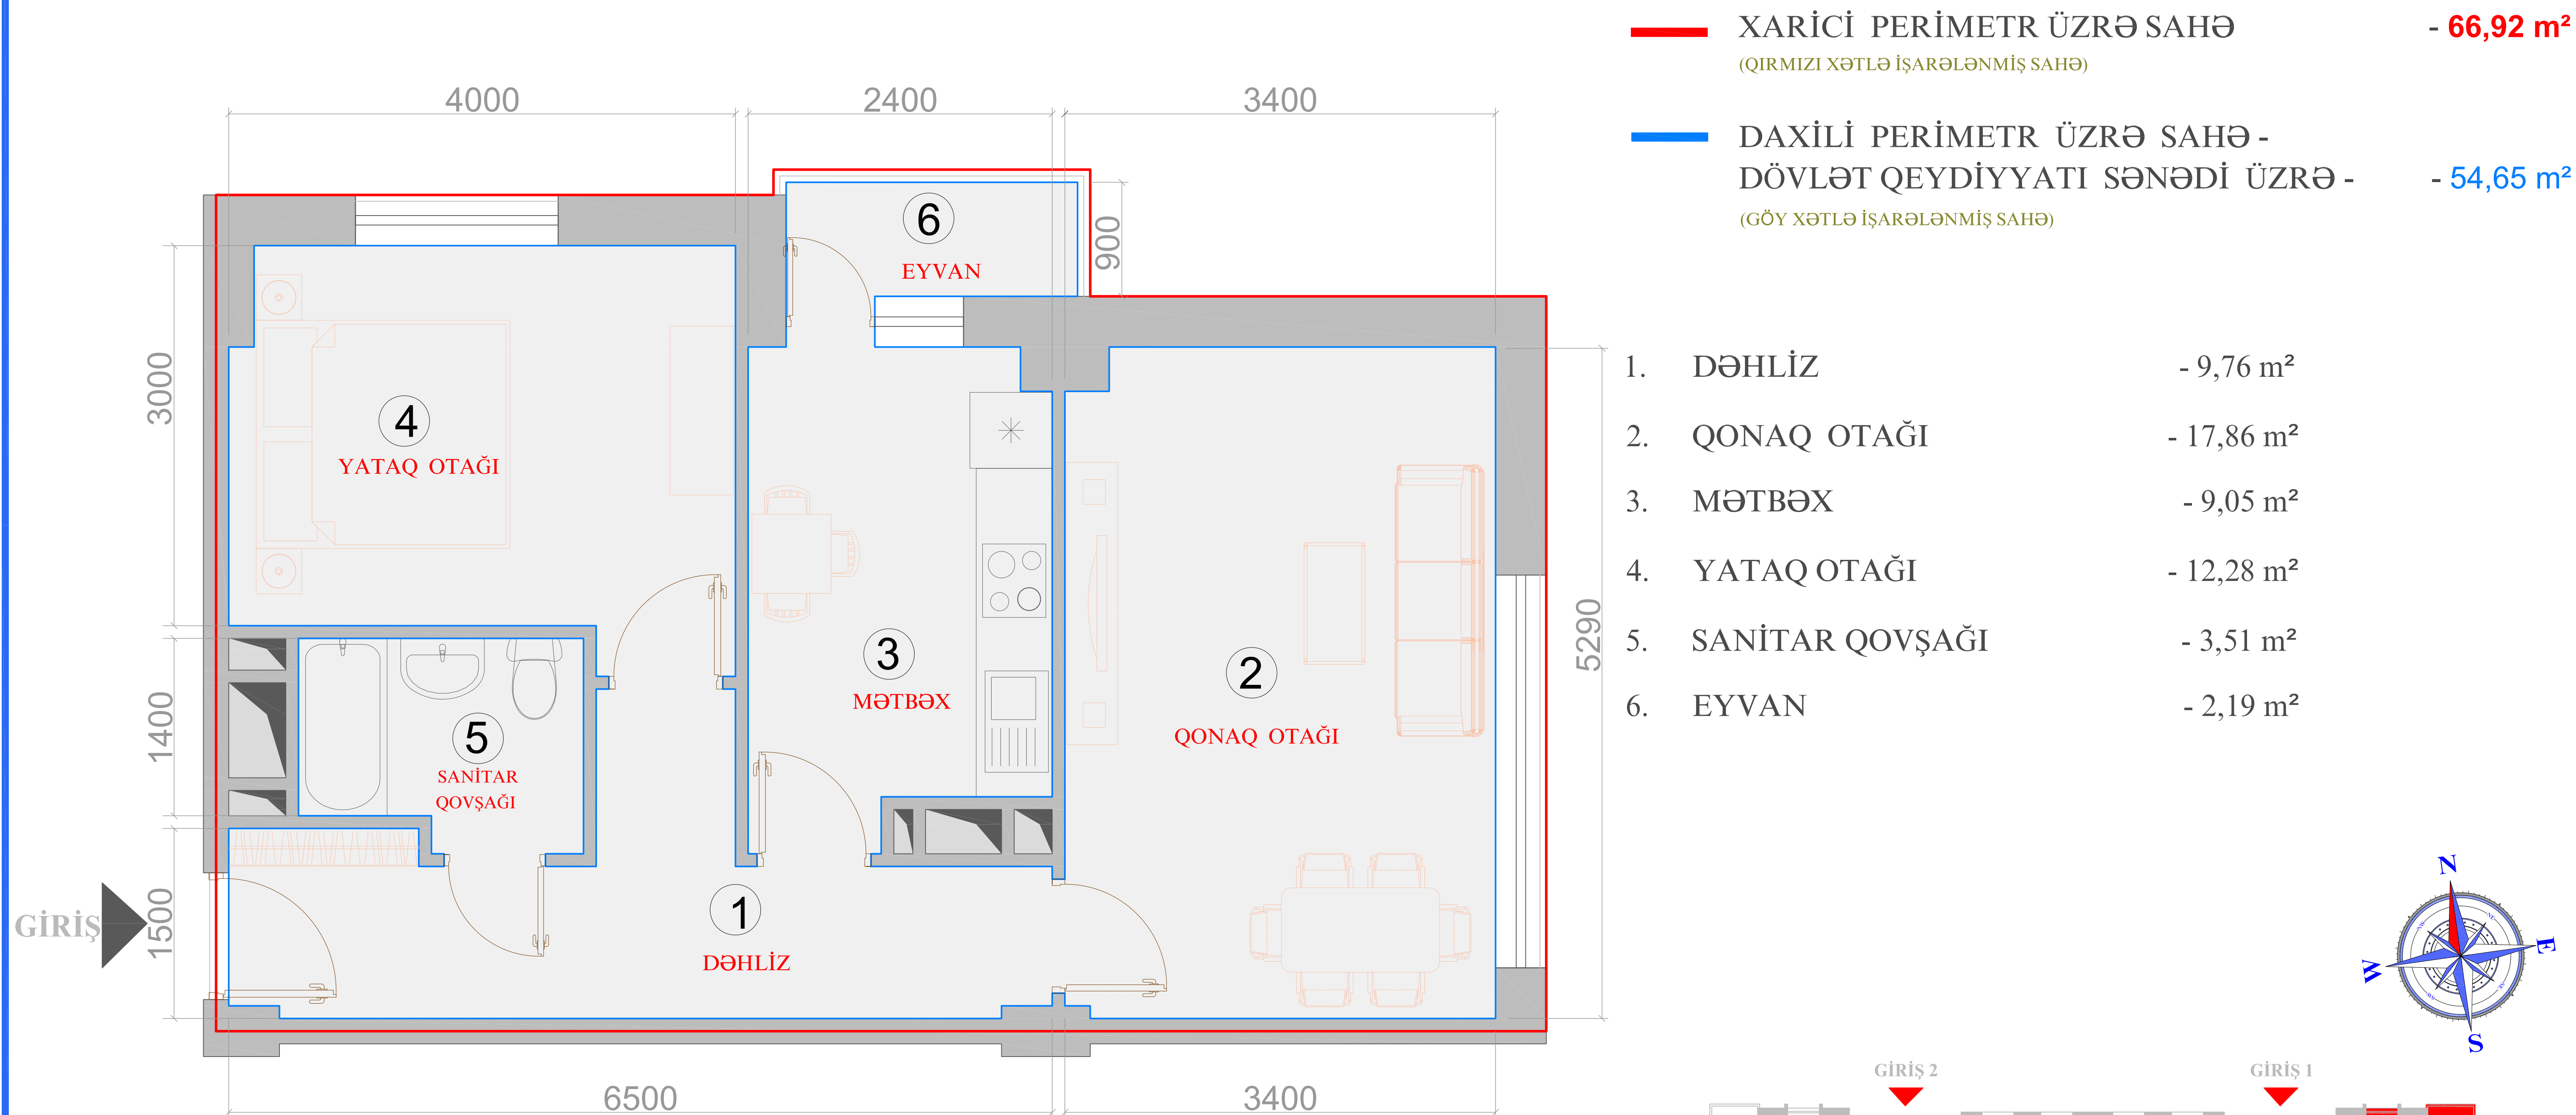 XARİCİ PERİMETR ÜZRƏ SAHƏ - 66,92 m²
(QIRMIZI XƏTLƏ İŞARƏLƏNMİŞ SAHƏ)
DAXİLİ PERİMETR ÜZRƏ SAHƏ -
DÖVLƏT QEYDİYYATI SƏNƏDİ ÜZRƏ - - 54,65 m²
(GÖY XƏTLƏ İŞARƏLƏNMİŞ SAHƏ)
4000
2400
3400
6
EYVAN
900
3000
4
YATAQ OTAĞI
1400
5
SANİTAR
QOVŞAĞI
3
MƏTBƏX
2
QONAQ OTAĞI
5290
GİRİŞ
1500
1
DƏHLİZ
6500
3400
1. DƏHLİZ - 9,76 m²
2. QONAQ OTAĞI - 17,86 m²
3. MƏTBƏX - 9,05 m²
4. YATAQ OTAĞI - 12,28 m²
5. SANİTAR QOVŞAĞI - 3,51 m²
6. EYVAN - 2,19 m²
N
E
W
S
GİRİŞ 2
GİRİŞ 1